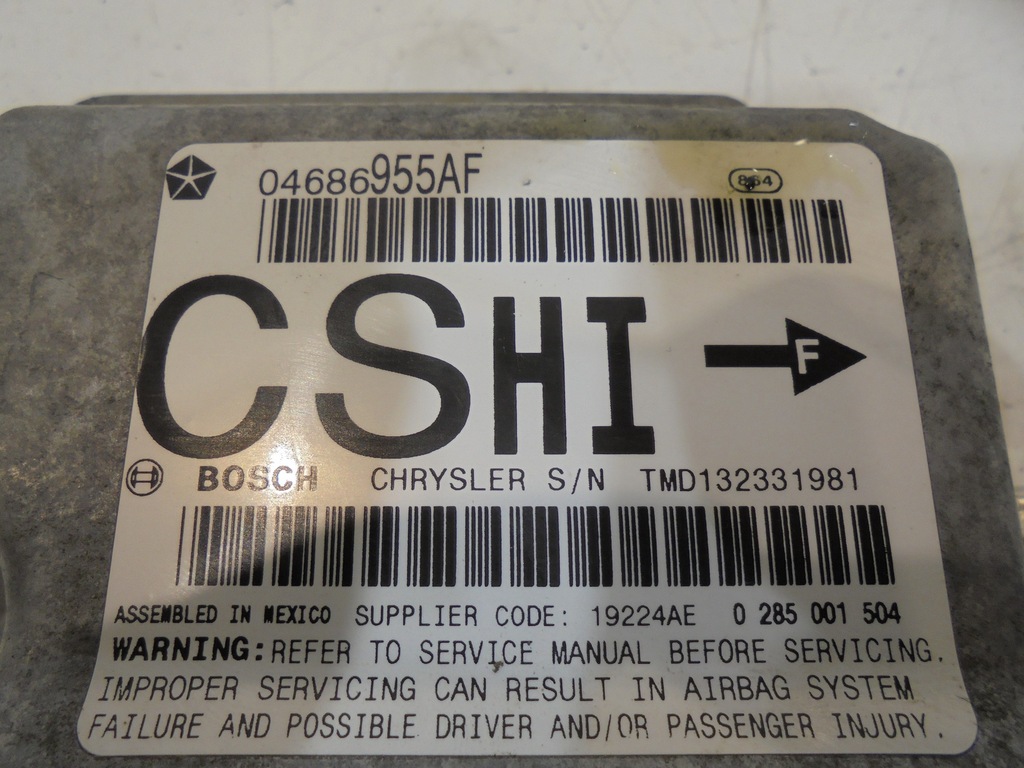 04686955AF 864
CSHI F
BOSCH CHRYSLER S/N TMD132331981
ASSEMBLED IN MEXICO SUPPLIER CODE: 19224AE 0 285 001 504
WARNING: REFER TO SERVICE MANUAL BEFORE SERVICING.
IMPROPER SERVICING CAN RESULT IN AIRBAG SYSTEM
FAILURE AND POSSIBLE DRIVER AND/OR PASSENGER INJURY.